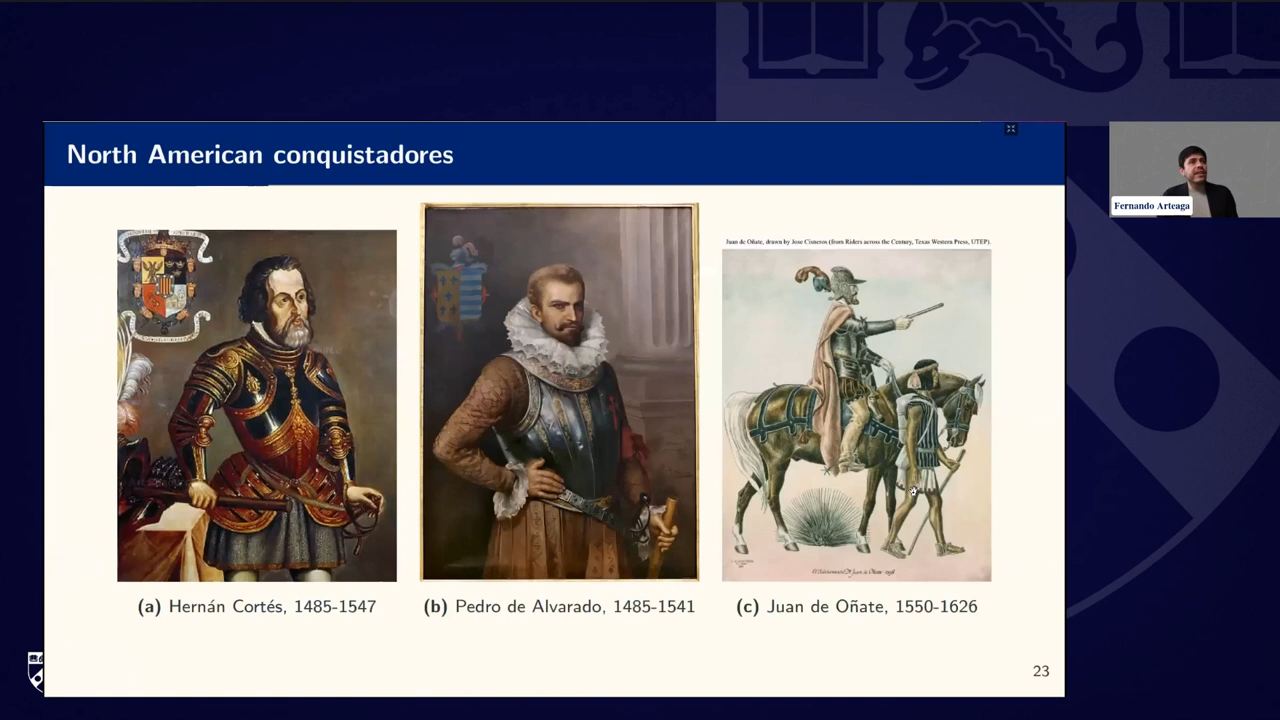 North American conquistadores
Juan de Oñate, drawn by Jose Cisneros (from Riders across the Century, Texas Western Press, UTEP).
(a) Hernán Cortés, 1485-1547
(b) Pedro de Alvarado, 1485-1541
(c) Juan de Oñate, 1550-1626
23
Fernando Arteaga